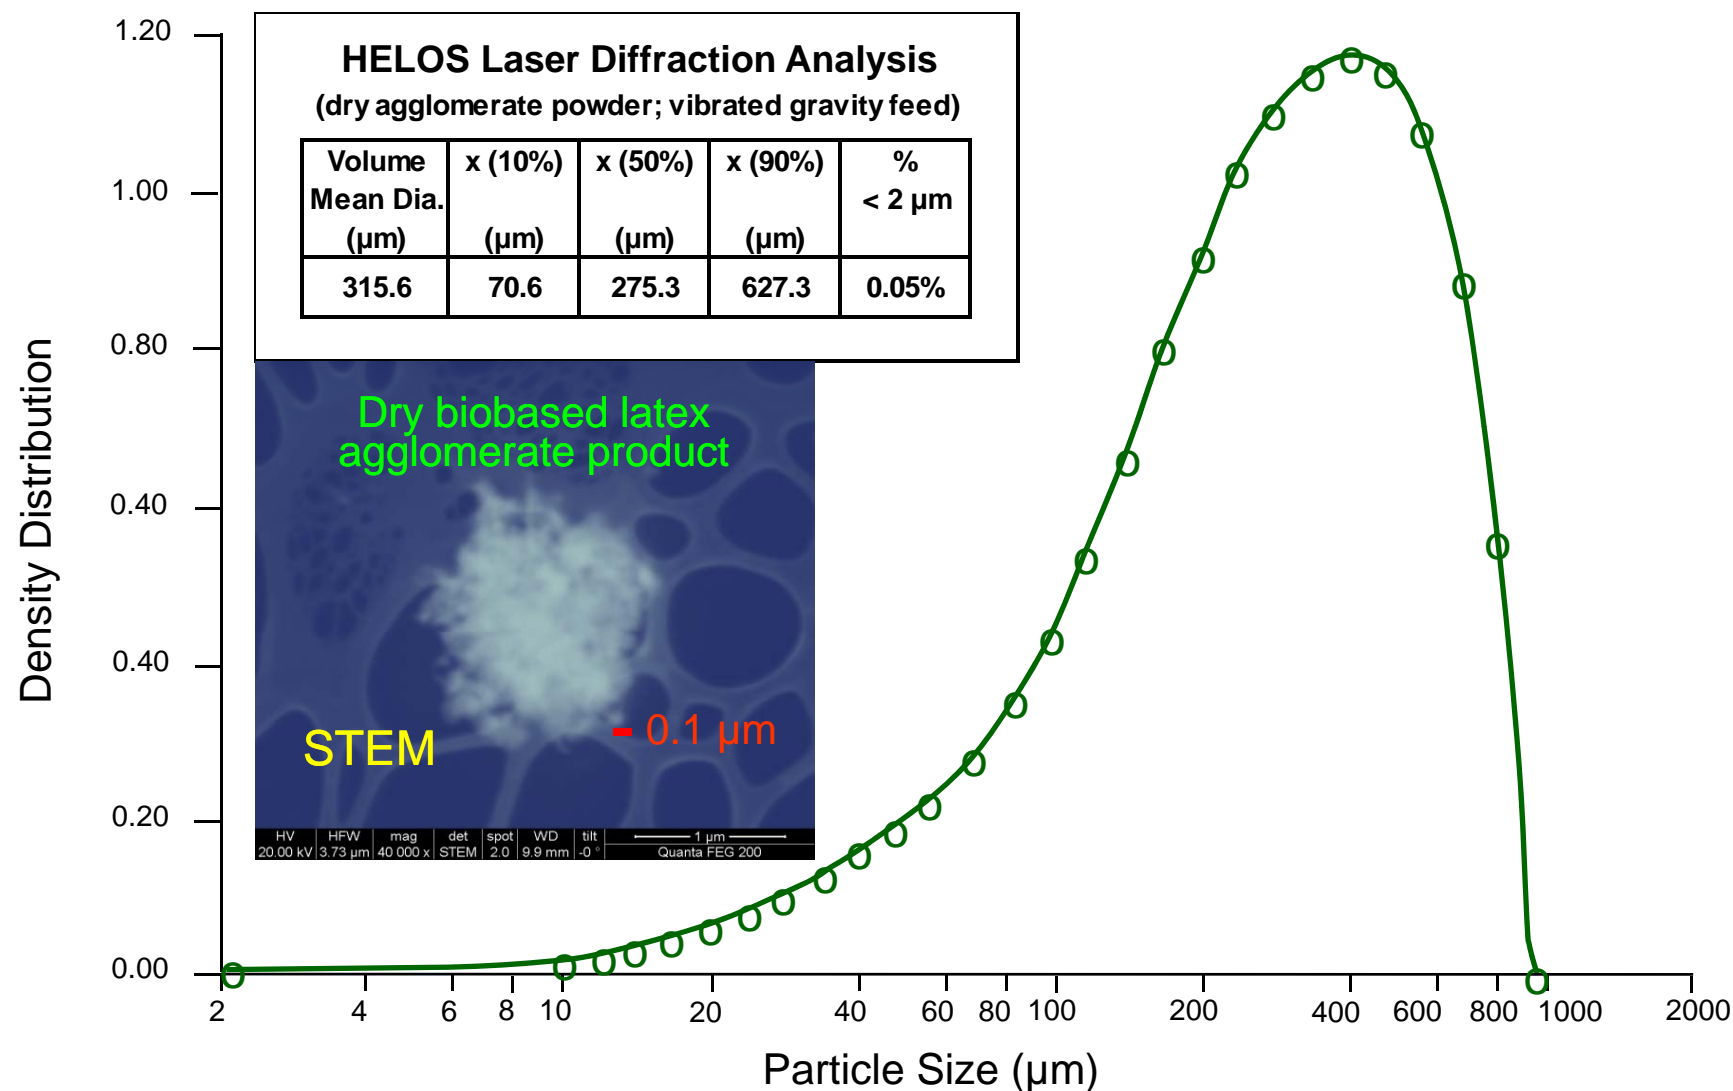 1.20
1.00
0.80
0.40
0.40
0.20
0.00
Density Distribution
HELOS Laser Diffraction Analysis
(dry agglomerate powder; vibrated gravity feed)
Volume Mean Dia. (µm) x (10%) (µm) x (50%) (µm) x (90%) (µm) % < 2 µm
315.6 70.6 275.3 627.3 0.05%
Dry biobased latex
agglomerate product
STEM
0.1 µm
HV HFW mag det spot WD tilt 1 µm
20.00 kV 3.73 µm 40 000 x STEM 2.0 9.9 mm -0 ° Quanta FEG 200
2 4 6 8 10 20 40 60 80 100 200 400 600 800 1000 2000
Particle Size (µm)